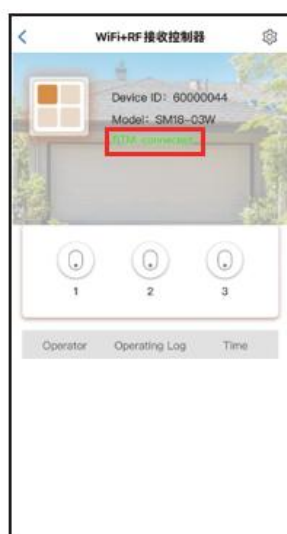 WiFi+RF接收控制器
Device ID: 60000044
Model: SM18-03W
RTM connected
1 2 3
Operator Operating Log Time